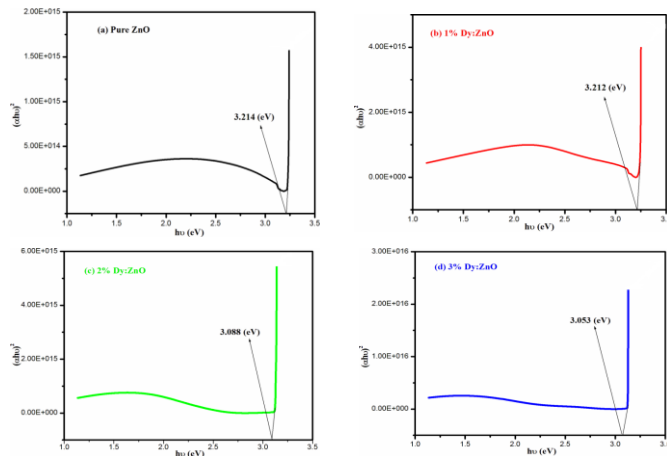 2.00E+015
(a) Pure ZnO
1.50E+015
1.00E+015
3.214 (eV)
(αhυ)²
5.00E+014
0.00E+000
1.0 1.5 2.0 2.5 3.0 3.5
hυ (eV)
4.00E+015
(b) 1% Dy:ZnO
3.212 (eV)
(αhυ)²
2.00E+015
0.00E+000
1.0 1.5 2.0 2.5 3.0 3.5
hυ (eV)
6.00E+015
(c) 2% Dy:ZnO
4.00E+015
3.088 (eV)
(αhυ)²
2.00E+015
0.00E+000
1.0 1.5 2.0 2.5 3.0 3.5
hυ (eV)
3.00E+016
(d) 3% Dy:ZnO
2.00E+016
3.053 (eV)
(αhυ)²
1.00E+016
0.00E+000
1.0 1.5 2.0 2.5 3.0 3.5
hυ (eV)